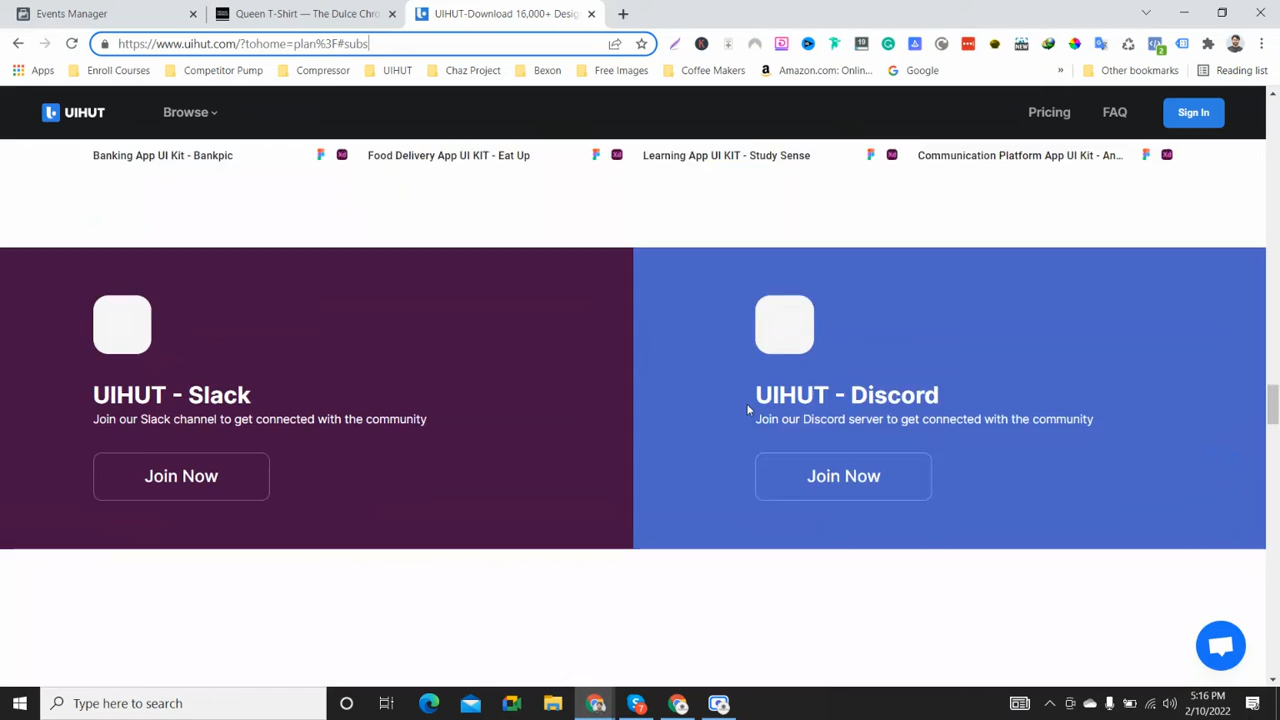 Events Manager
Queen T-Shirt — The Dulce Chro
UIHUT-Download 16,000+ Desig
https://www.uihut.com/?tohome=plan%3F#subs
Apps
Enroll Courses
Competitor Pump
Compressor
UIHUT
Chaz Project
Bexon
Free Images
Coffee Makers
Amazon.com: Onlin...
Google
»
Other bookmarks
Reading list
UIHUT
Browse
Pricing
FAQ
Sign In
Banking App UI Kit - Bankpic
Food Delivery App UI KIT - Eat Up
Learning App UI KIT - Study Sense
Communication Platform App UI Kit - An...
UIHUT - Slack
Join our Slack channel to get connected with the community
Join Now
UIHUT - Discord
Join our Discord server to get connected with the community
Join Now
Type here to search
5:16 PM
2/10/2022